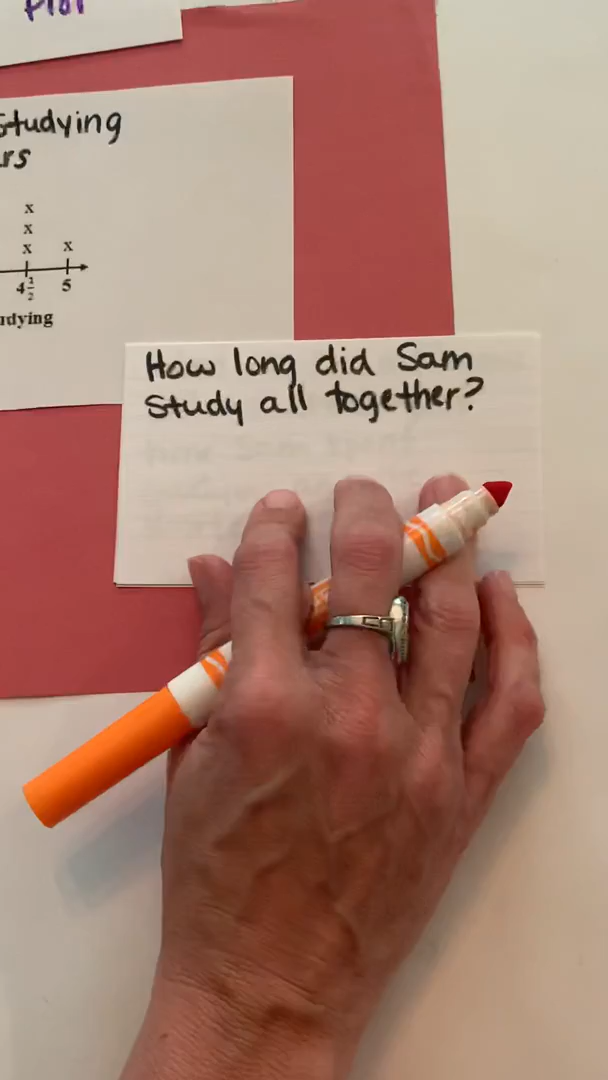 Plot
Studying
rs
x
x
x x
4 1/2 5
udying
How long did Sam
study all together?